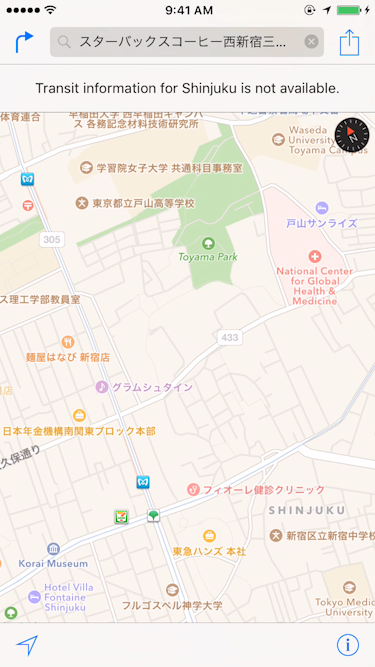 9:41 AM
スターバックスコーヒー西新宿三...
Transit information for Shinjuku is not available.
体育連合
早稲田大学 西早稲田キャンパ
ス 各務記念材料技術研究所
Waseda
University
Toyama Campus
学習院女子大学 共通科目事務室
東京都立戸山高等学校
戸山サンライズ
305
Toyama Park
National Center
for Global
Health &
Medicine
ス理工学部教員室
433
麺屋はなび 新宿店
宿店
グラムシュタイン
日本年金機構南関東ブロック本部
久保通り
フィオーレ健診クリニック
SHINJUKU
東急ハンズ 本社
新宿区立新宿中学校
Korai Museum
Hotel Villa
Fontaine
Shinjuku
フルゴスペル神学大学
Tokyo Medic
University